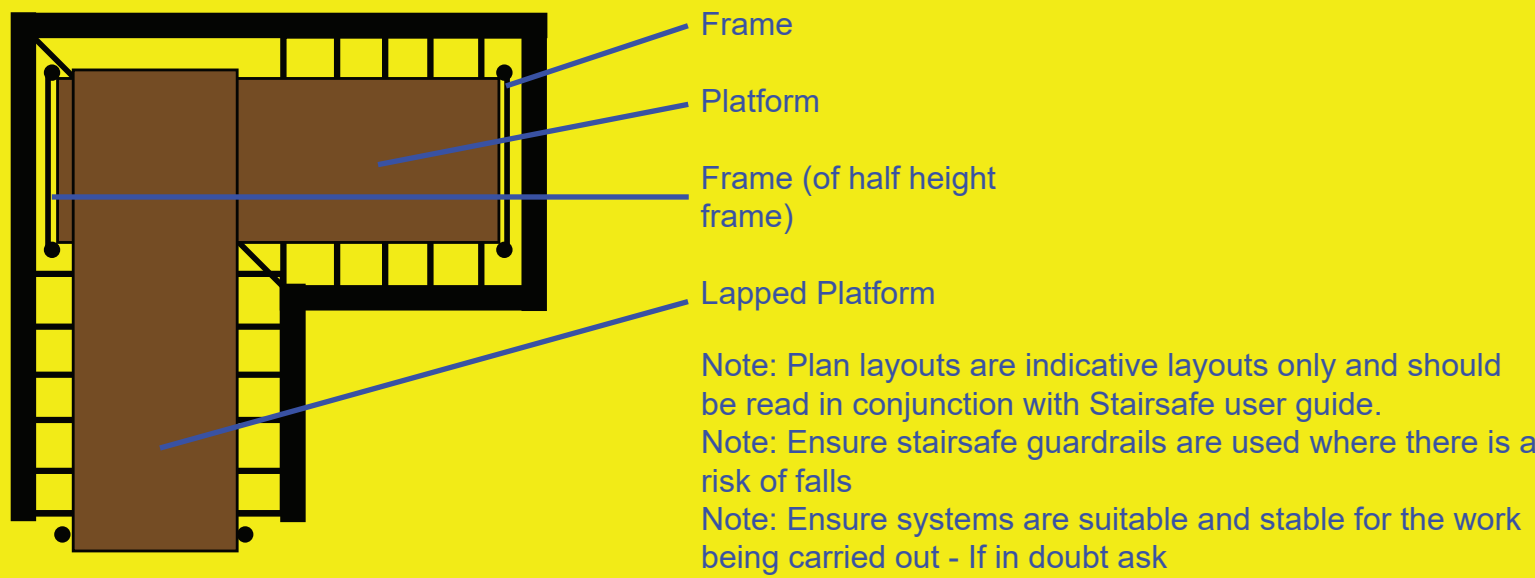 Frame
Platform
Frame (of half height
frame)
Lapped Platform
Note: Plan layouts are indicative layouts only and should
be read in conjunction with Stairsafe user guide.
Note: Ensure stairsafe guardrails are used where there is a
risk of falls
Note: Ensure systems are suitable and stable for the work
being carried out - If in doubt ask